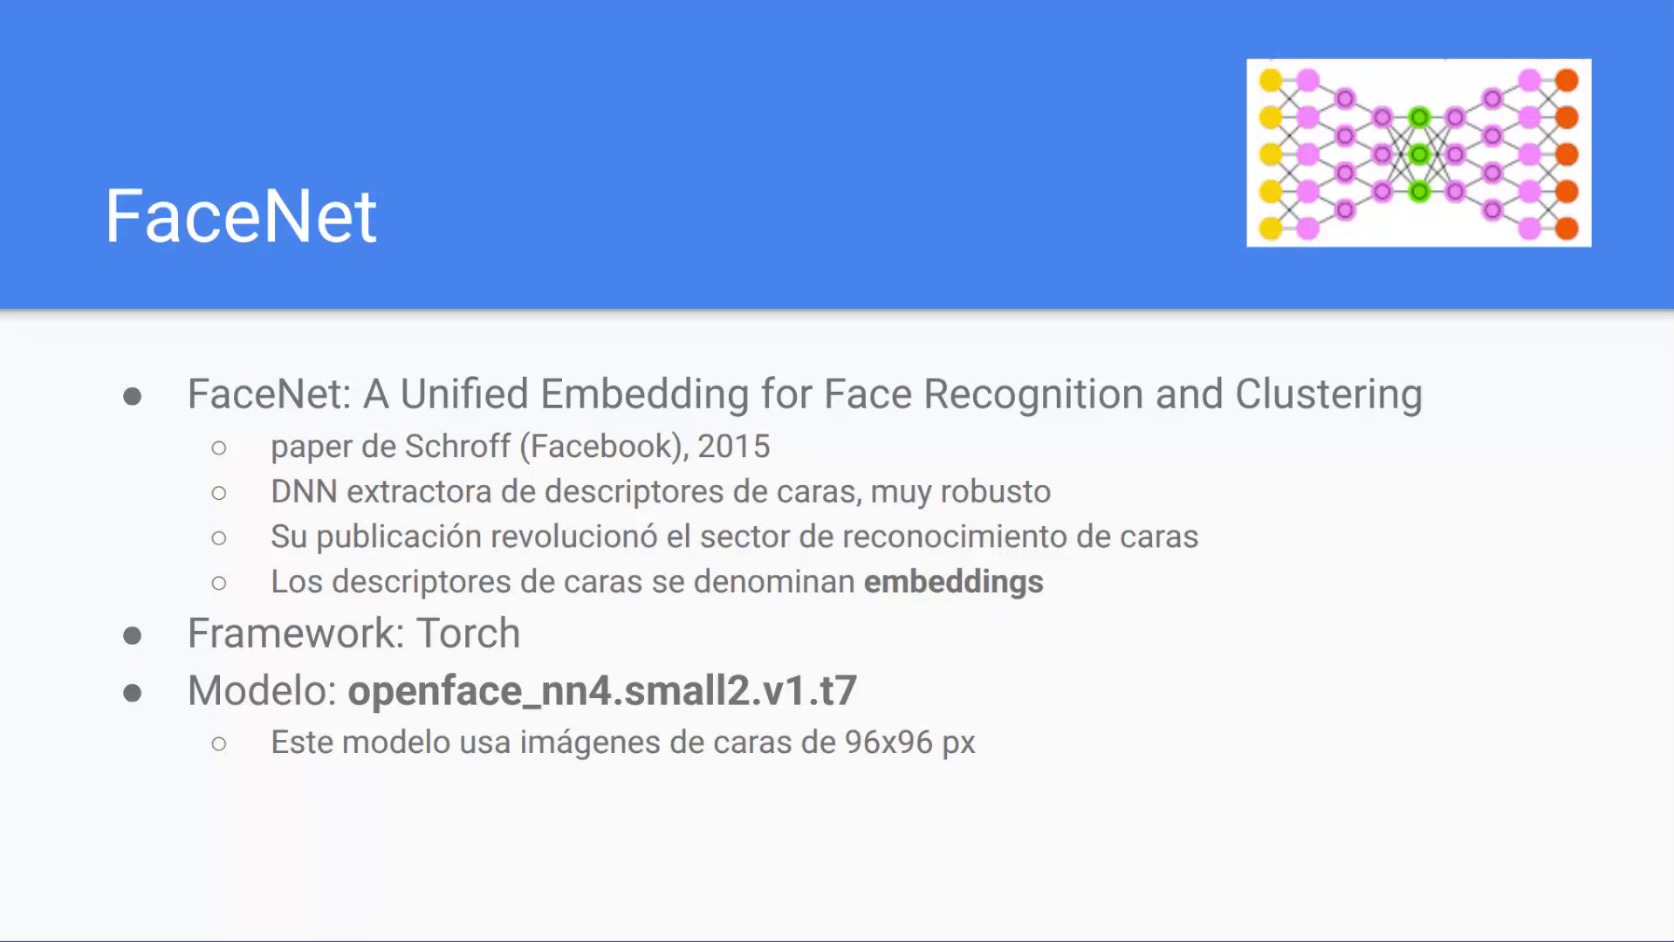 FaceNet
● FaceNet: A Unified Embedding for Face Recognition and Clustering
○ paper de Schroff (Facebook), 2015
○ DNN extractora de descriptores de caras, muy robusto
○ Su publicación revolucionó el sector de reconocimiento de caras
○ Los descriptores de caras se denominan embeddings
● Framework: Torch
● Modelo: openface_nn4.small2.v1.t7
○ Este modelo usa imágenes de caras de 96x96 px